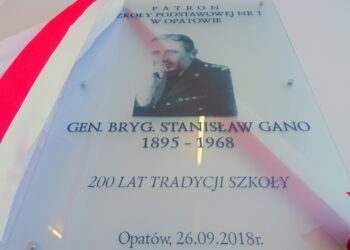 PATRON
SZKOŁY PODSTAWOWEJ NR 1
W OPATOWIE
GEN. BRYG. STANISŁAW GANO
1895 - 1968
200 LAT TRADYCJI SZKOŁY
Opatów, 26.09.2018r.